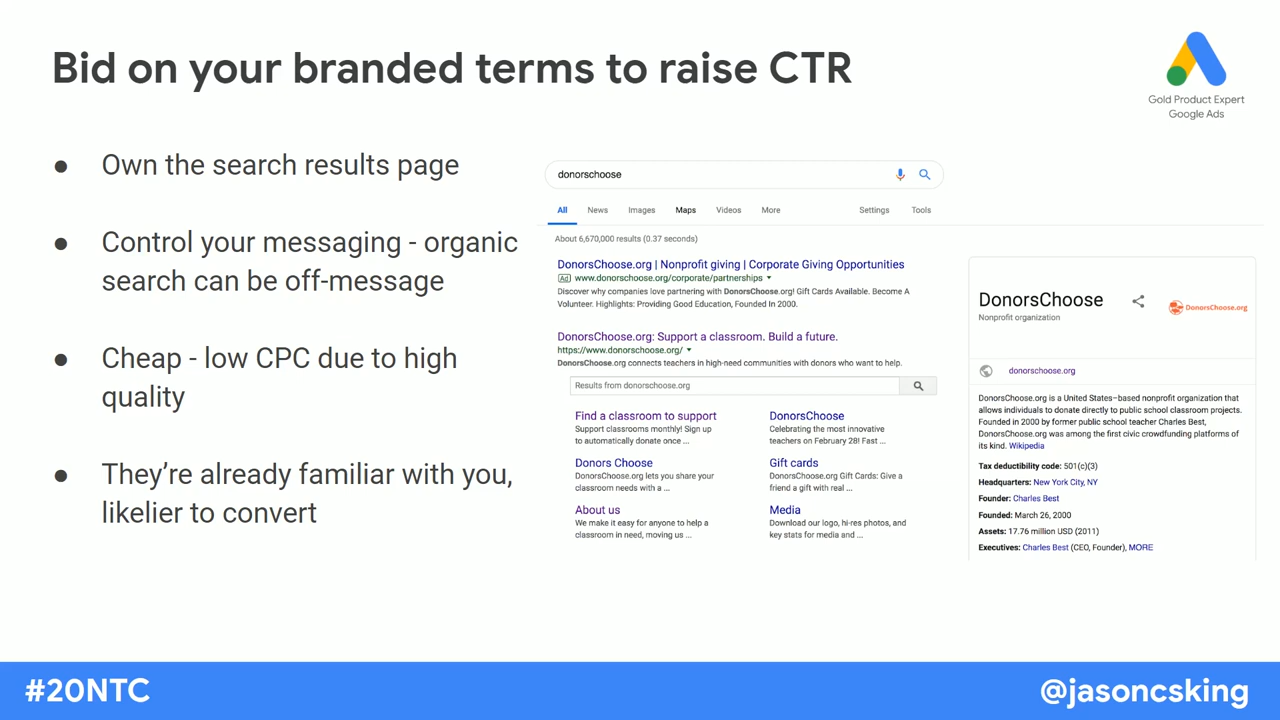 Bid on your branded terms to raise CTR
Gold Product Expert
Google Ads
● Own the search results page
● Control your messaging - organic
search can be off-message
● Cheap - low CPC due to high
quality
● They're already familiar with you,
likelier to convert
donorschoose
All News Images Maps Videos More Settings Tools
About 6,670,000 results (0.37 seconds)
DonorsChoose.org | Nonprofit giving | Corporate Giving Opportunities
Ad www.donorschoose.org/corporate/partnerships
Discover why companies love partnering with DonorsChoose.org! Gift Cards Available. Become A
Volunteer. Highlights: Providing Good Education, Founded In 2000.
DonorsChoose.org: Support a classroom. Build a future.
https://www.donorschoose.org/
DonorsChoose.org connects teachers in high-need communities with donors who want to help.
Results from donorschoose.org
Find a classroom to support
Support classrooms monthly! Sign up
to automatically donate once ...
DonorsChoose
Celebrating the most innovative
teachers on February 28! Fast ...
Donors Choose
DonorsChoose.org lets you share your
classroom needs with a ...
Gift cards
DonorsChoose.org Gift Cards: Give a
friend a gift with real ...
About us
We make it easy for anyone to help a
classroom in need, moving us ...
Media
Download our logo, hi-res photos, and
key stats for media and ...
DonorsChoose
Nonprofit organization
DonorsChoose.org
donorschoose.org
DonorsChoose.org is a United States–based nonprofit organization that
allows individuals to donate directly to public school classroom projects.
Founded in 2000 by former public school teacher Charles Best,
DonorsChoose.org was among the first civic crowdfunding platforms of
its kind. Wikipedia
Tax deductibility code: 501(c)(3)
Headquarters: New York City, NY
Founder: Charles Best
Founded: March 26, 2000
Assets: 17.76 million USD (2011)
Executives: Charles Best (CEO, Founder), MORE
#20NTC
@jasoncsking